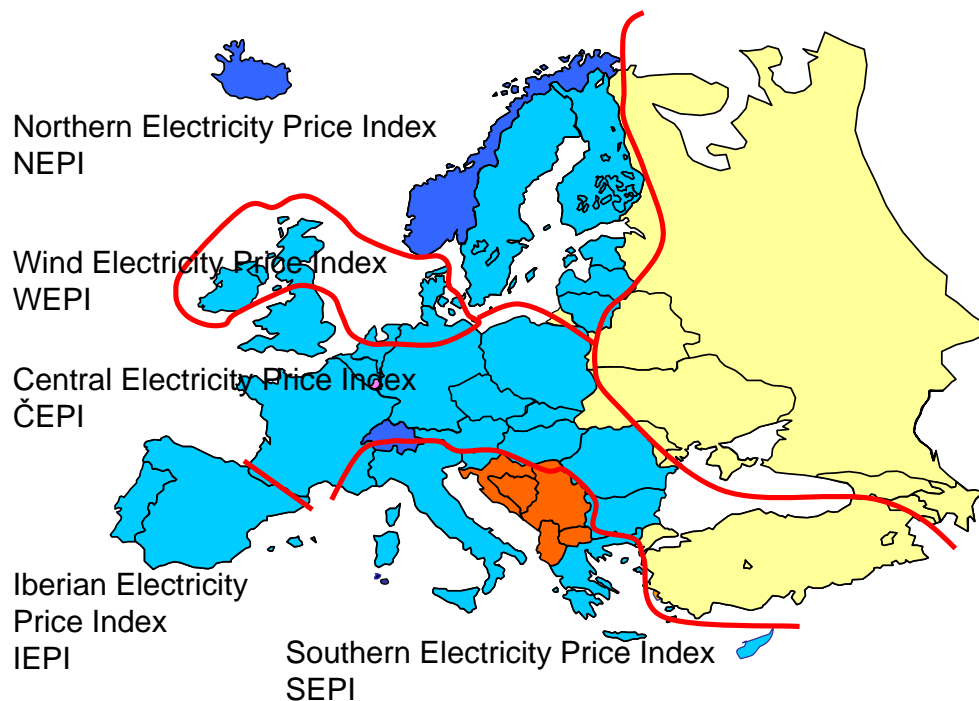 Northern Electricity Price Index
NEPI
Wind Electricity Price Index
WEPI
Central Electricity Price Index
ČEPI
Iberian Electricity
Price Index
IEPI
Southern Electricity Price Index
SEPI